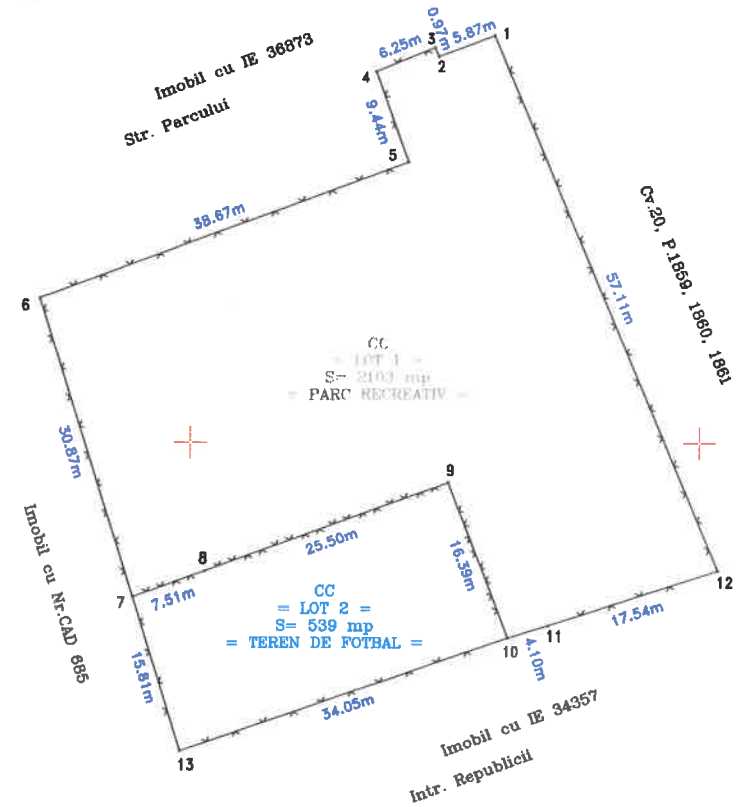 Imobil cu IE 36873
Str. Parcului
0.97m
3
6.25m
5.87m
1
2
4
9.44m
5
38.67m
6
Cv.20, P.1859, 1860, 1861
57.11m
CC
= LOT 1 =
S= 2103 mp
= PARC RECREATIV =
30.87m
9
8
25.50m
16.39m
7
7.51m
CC
= LOT 2 =
S= 539 mp
= TEREN DE FOTBAL =
Imobil cu Nr.CAD 685
15.81m
12
17.54m
11
10
4.10m
34.05m
13
Imobil cu IE 34357
Intr. Republicii